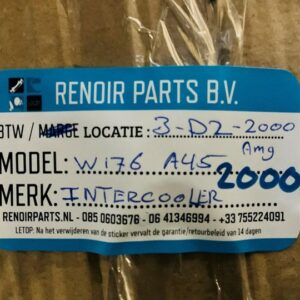 RENOIR PARTS B.V.
BTW / MARGE LOCATIE : 3-D2-2000
MODEL: W176 A45 Amg
2000
MERK: INTERCOOLER
RENOIRPARTS.NL - 085 0603676 - 06 41346994 - +33 755224091
LETOP: Na het verwijderen van de sticker vervalt de garantie/retourbeleid van 14 dagen